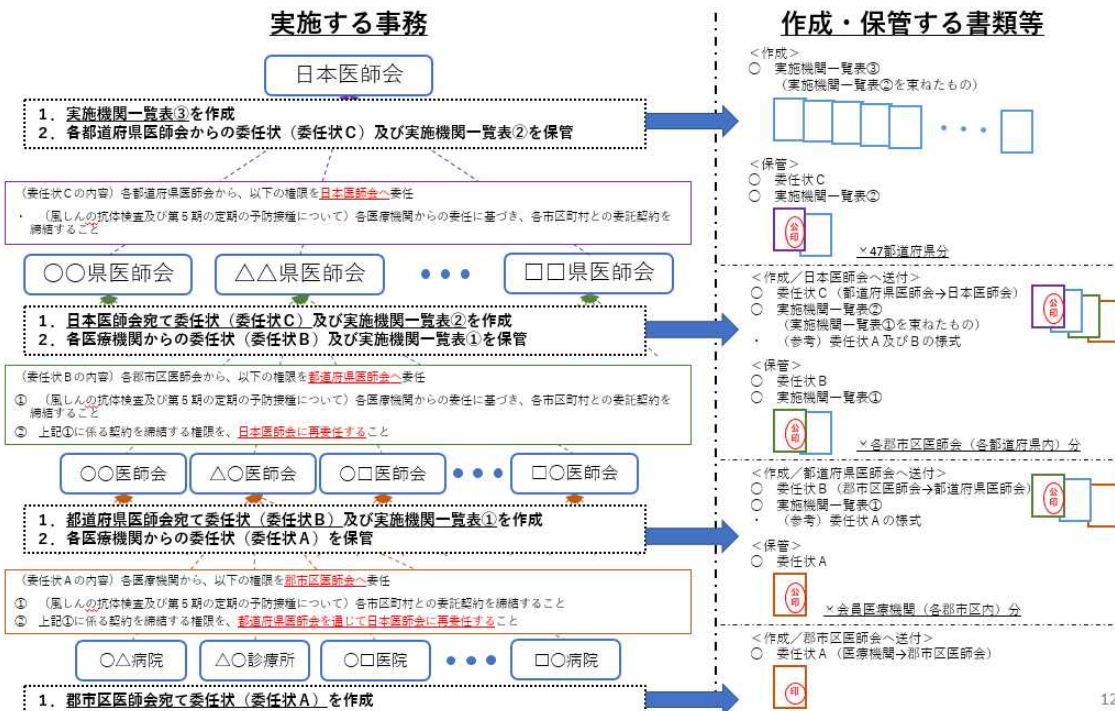 実施する事務
日本医師会
1．実施機関一覧表③を作成
2．各都道府県医師会からの委任状（委任状C）及び実施機関一覧表②を保管
（委任状Cの内容）各都道府県医師会から、以下の権限を日本医師会へ委任
・　（風しんの抗体検査及び第５期の定期の予防接種について）各医療機関からの委任に基づき、各市区町村との委託契約を
締結すること
〇〇県医師会
△△県医師会
●●●
□□県医師会
1．日本医師会宛て委任状（委任状C）及び実施機関一覧表②を作成
2．各医療機関からの委任状（委任状B）及び実施機関一覧表①を保管
（委任状Bの内容）各郡市区医師会から、以下の権限を都道府県医師会へ委任
①　（風しんの抗体検査及び第５期の定期の予防接種について）各医療機関からの委任に基づき、各市区町村との委託契約を
締結すること
②　上記①に係る契約を締結する権限を、日本医師会に再委任すること
〇〇医師会
△〇医師会
〇□医師会
●●●
□〇医師会
1．都道府県医師会宛て委任状（委任状B）及び実施機関一覧表①を作成
2．各医療機関からの委任状（委任状A）を保管
（委任状Aの内容）各医療機関から、以下の権限を郡市区医師会へ委任
①　（風しんの抗体検査及び第５期の定期の予防接種について）各市区町村との委託契約を締結すること
②　上記①に係る契約を締結する権限を、都道府県医師会を通じて日本医師会に再委任すること
〇△病院
△〇診療所
〇□医院
●●●
□〇病院
1．郡市区医師会宛て委任状（委任状A）を作成
作成・保管する書類等
＜作成＞
〇　実施機関一覧表③
（実施機関一覧表②を束ねたもの）
●●●
＜保管＞
〇　委任状C
〇　実施機関一覧表②
公印
×47都道府県分
＜作成／日本医師会へ送付＞
〇　委任状C（都道府県医師会→日本医師会）
〇　実施機関一覧表②
（実施機関一覧表①を束ねたもの）
・　（参考）委任状A及びBの様式
公印
＜保管＞
〇　委任状B
〇　実施機関一覧表①
公印
×各郡市区医師会（各都道府県内）分
＜作成／都道府県医師会へ送付＞
〇　委任状B（郡市区医師会→都道府県医師会）
〇　実施機関一覧表①
・　（参考）委任状Aの様式
公印
＜保管＞
〇　委任状A
公印
×会員医療機関（各郡市区内）分
＜作成／郡市区医師会へ送付＞
〇　委任状A（医療機関→郡市区医師会）
印
12